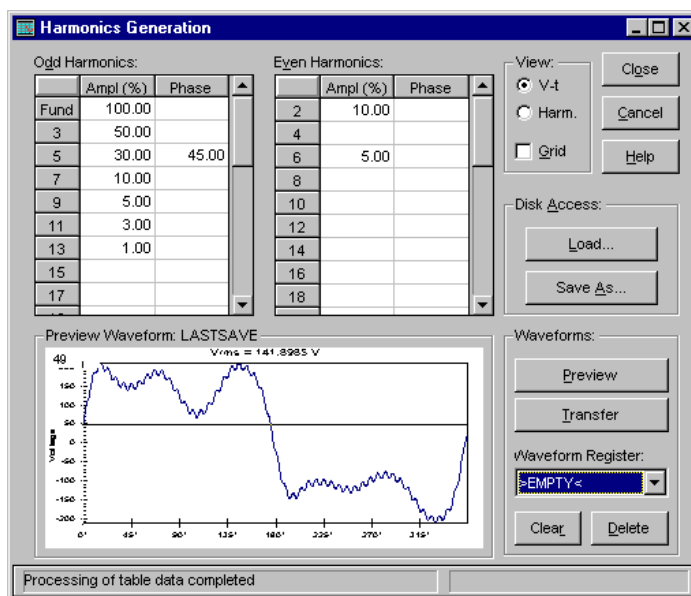 Harmonics Generation
Odd Harmonics:
Ampl (%) Phase
Fund 100.00
3 50.00
5 30.00 45.00
7 10.00
9 5.00
11 3.00
13 1.00
15
17
Even Harmonics:
Ampl (%) Phase
2 10.00
4
6 5.00
8
10
12
14
16
18
View:
V-t
Harm.
Grid
Close
Cancel
Help
Disk Access:
Load...
Save As...
Preview Waveform: LASTSAVE
Vrms = 141.8983 V
49
150
100
50
0
-50
-100
-150
-200
Voltage
0° 45° 90° 135° 180° 225° 270° 315°
Waveforms:
Preview
Transfer
Waveform Register:
>EMPTY<
Clear
Delete
Processing of table data completed